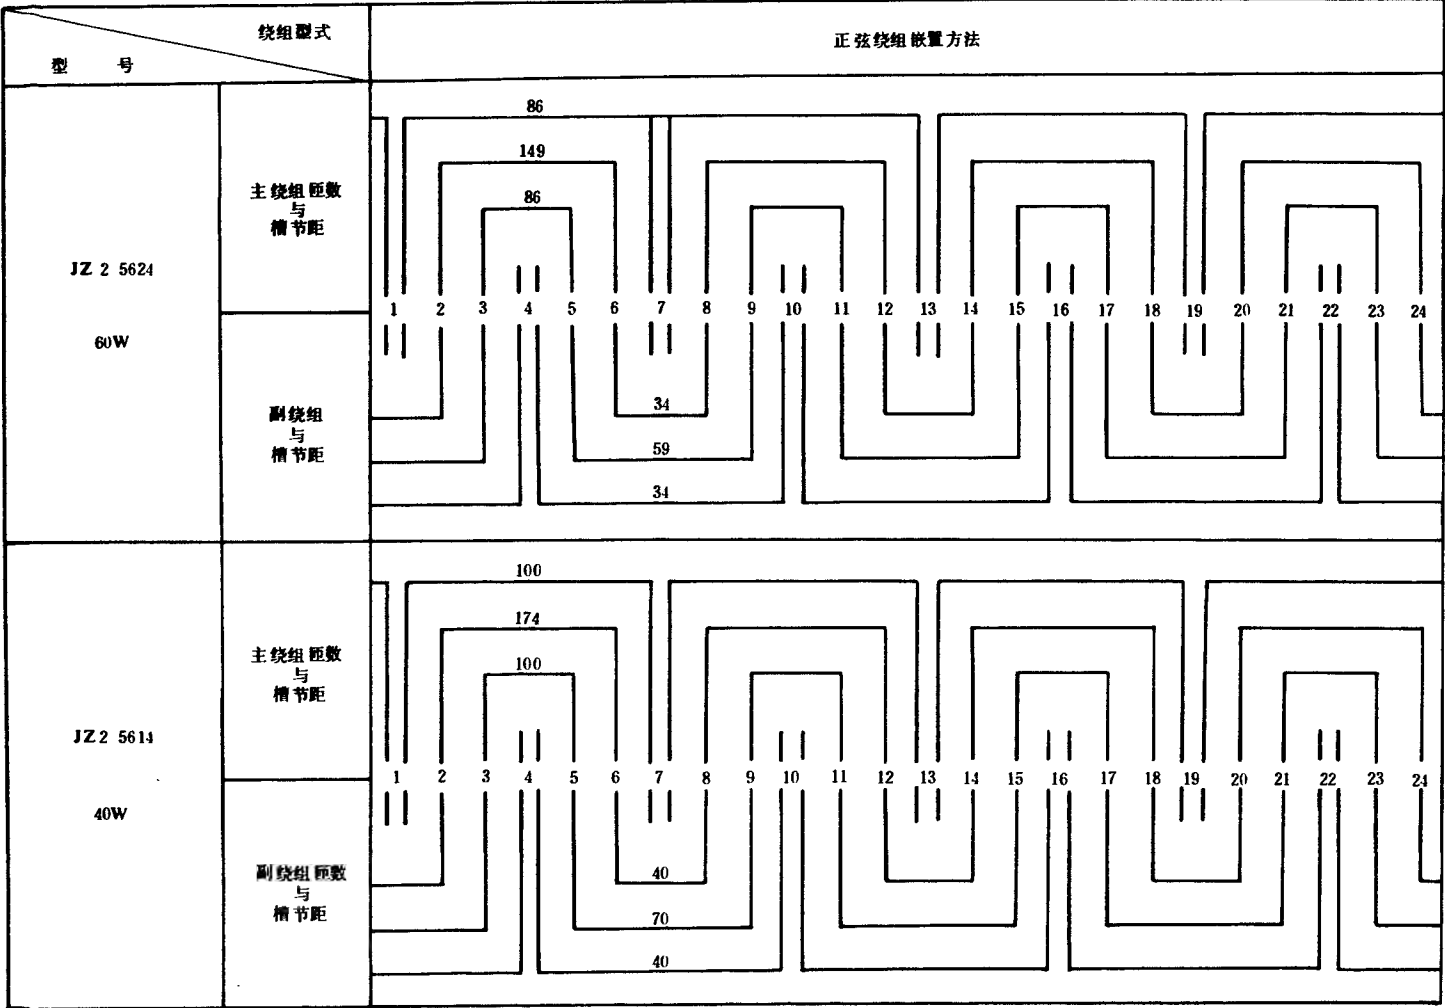 绕组型式
型 号
正弦绕组嵌置方法
86
149
主绕组匝数
与
槽节距
86
JZ 2 5624
60W
1 2 3 4 5 6 7 8 9 10 11 12 13 14 15 16 17 18 19 20 21 22 23 24
副绕组
与
槽节距
34
59
34
100
174
主绕组匝数
与
槽节距
100
JZ2 5614
40W
1 2 3 4 5 6 7 8 9 10 11 12 13 14 15 16 17 18 19 20 21 22 23 24
副绕组匝数
与
槽节距
40
70
40